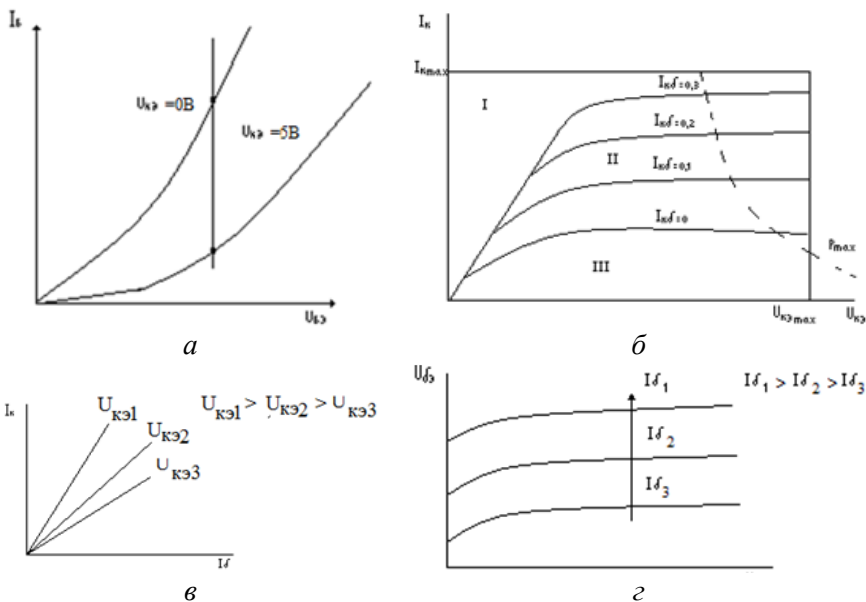 Iб
Uкэ =0В
Uкэ =5В
Uбэ
а
Iк
Iкmax
I
Iкб=0,3
Iкб=0,2
II
Iкб=0,1
Iкб=0
III
Pmax
Uкэmax
Uкэ
б
Iк
Uкэ1
Uкэ2
Uкэ3
Uкэ1 > Uкэ2 > Uкэ3
Iб
в
Uбэ
Iб1
Iб2
Iб3
Iб1 > Iб2 > Iб3
г